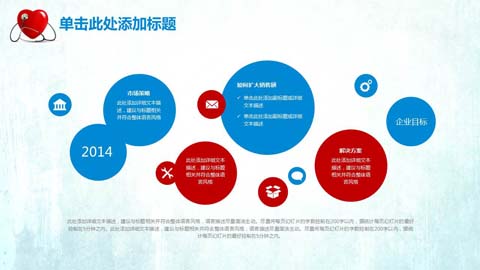 单击此处添加标题
市场策略
此处添加详细文本描
述，建议与标题相关
并符合整体语言风格
2014
如何扩大销售额
✓ 单击此处添加副标题或详细
文本描述
✓ 单击此处添加副标题或详细
文本描述
企业目标
此处添加详细文本
描述，建议与标题
相关并符合整体语
言风格
解决方案
此处添加详细文本描
述，建议与标题相关
并符合整体语言风格
此处添加详细文本描述，建议与标题相关并符合整体语言风格，语言描述尽量简洁生动。尽量将每页幻灯片的字数控制在200字以内，据统计每页幻灯片的最好
控制在5分钟之内。此处添加详细文本描述，建议与标题相关并符合整体语言风格，语言描述尽量简洁生动。尽量将每页幻灯片的字数控制在200字以内，据统
计每页幻灯片的最好控制在5分钟之内。